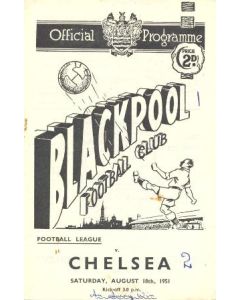 Official Programme
PRICE
2D.
BLACKPOOL
FOOTBALL CLUB
1
FOOTBALL LEAGUE
v.
CHELSEA
2
SATURDAY, AUGUST 18th, 1951
Kick-off 3.0 p.m.